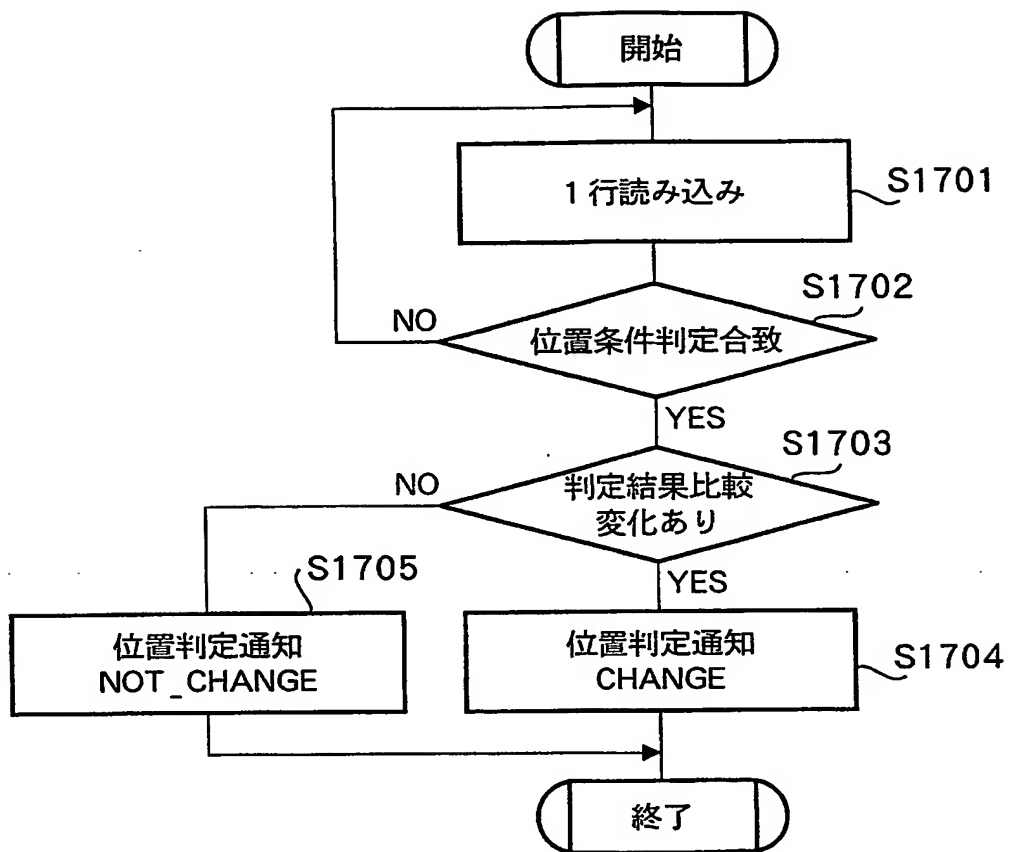 開始
1行読み込み
S1701
S1702
NO
位置条件判定合致
YES
S1703
NO
判定結果比較
変化あり
YES
S1705
位置判定通知
NOT_CHANGE
位置判定通知
CHANGE
S1704
終了